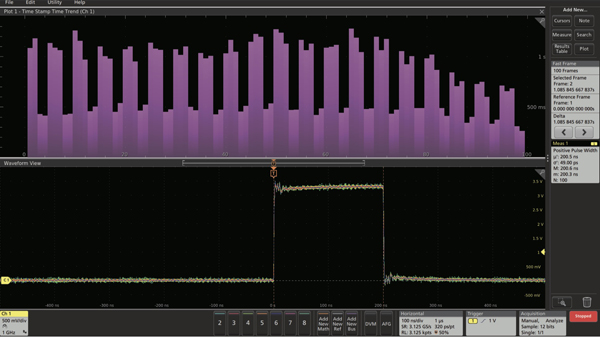 File Edit Utility Help
Plot 1 - Time Stamp Time Trend (Ch 1)
1 s
500 ms
0
20
40
60
80
100
Waveform View
3.5 V
3 V
2.5 V
2 V
1.5 V
1 V
500 mV
-500 mV
-400 ns
-300 ns
-200 ns
-100 ns
0 s
100 ns
200 ns
300 ns
400 ns
Add New...
Cursors Note
Measure Search
Results Table Plot
Fast Frame
100 Frames
Selected Frame
Frame: 2
1.085 845 667 837s
Reference Frame
Frame: 1
0.000 000 000 000s
Delta
1.085 845 667 837s
Meas 1
Positive Pulse Width
µ': 200.5 ns
σ': 49.00 ps
M: 200.6 ns
m: 200.3 ns
N: 100
Ch 1
500 mV/div
1 GHz
2 3 4 5 6 7 8
Add New Math
Add New Ref
Add New Bus
DVM
AFG
Horizontal
100 ns/div 1 µs
SR: 3.125 GS/s 320 ps/pt
RL: 3.125 kpts 50%
Trigger
1 1 V
Acquisition
Manual, Analyze
Sample: 12 bits
Single: 1/1
Stopped